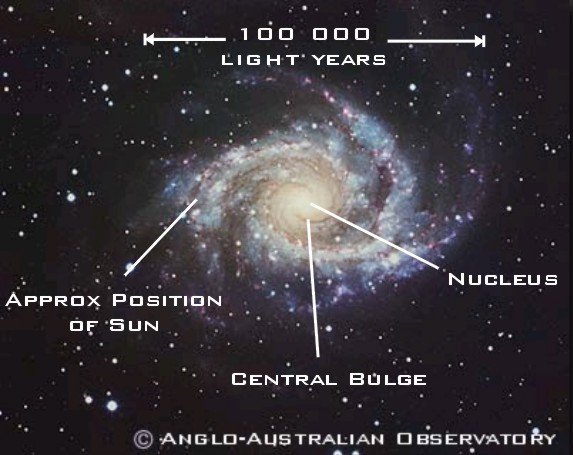 100 000
LIGHT YEARS
NUCLEUS
APPROX POSITION
OF SUN
CENTRAL BULGE
© ANGLO-AUSTRALIAN OBSERVATORY